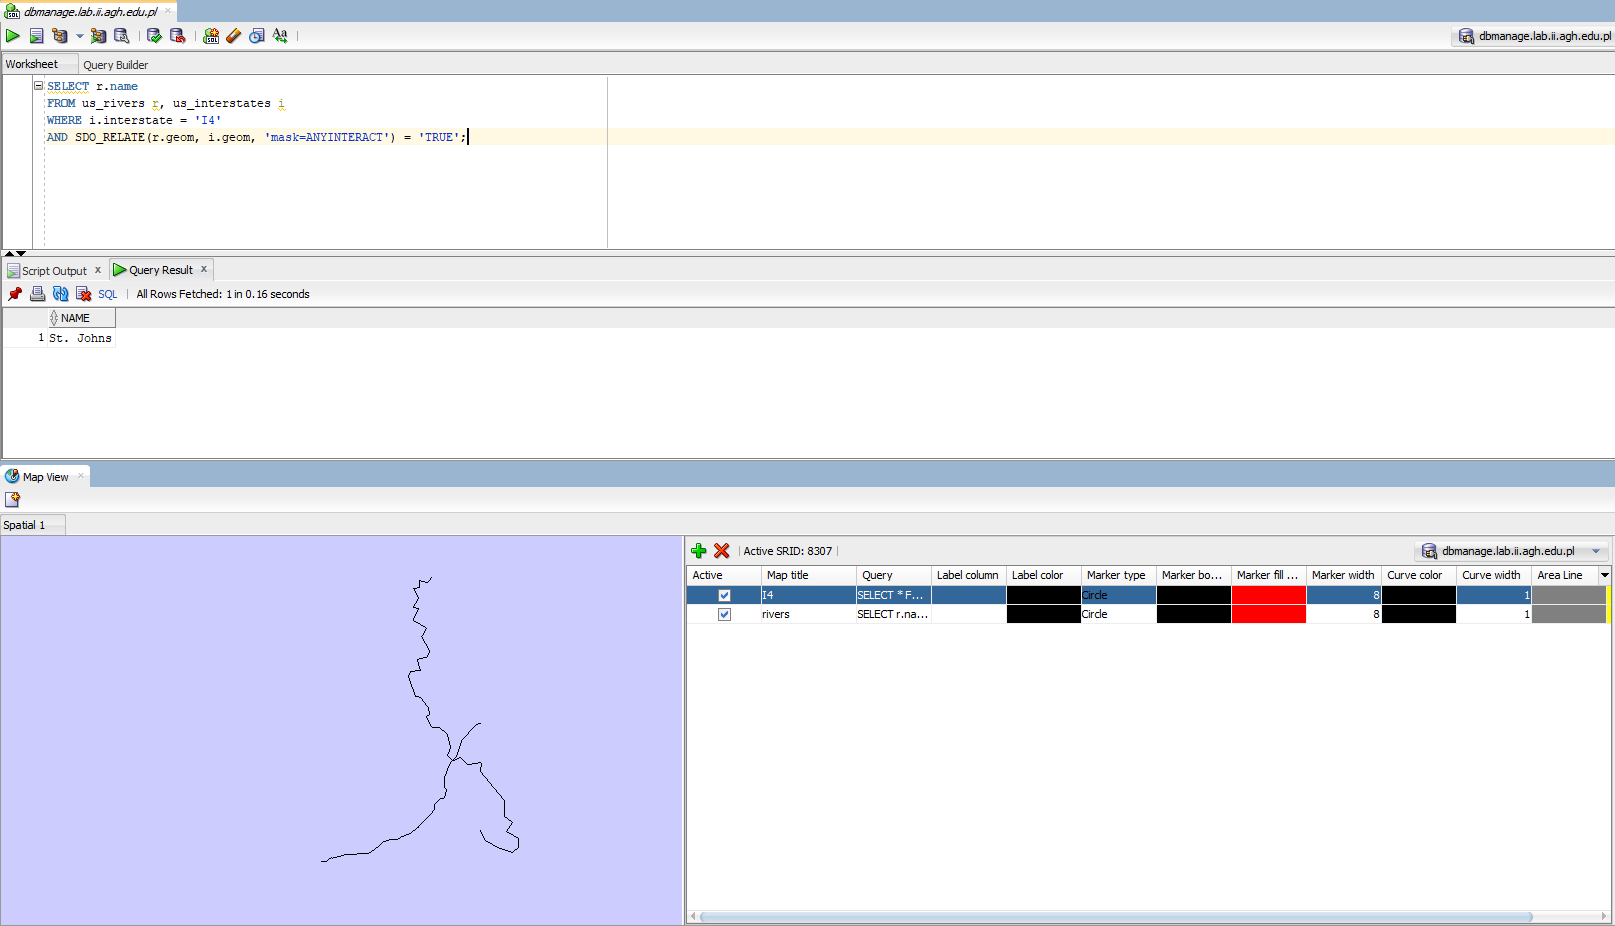 dbmanage.lab.ii.agh.edu.pl
dbmanage.lab.ii.agh.edu.pl
Worksheet Query Builder
SELECT r.name
FROM us_rivers r, us_interstates i
WHERE i.interstate = 'I4'
AND SDO_RELATE(r.geom, i.geom, 'mask=ANYINTERACT') = 'TRUE';
Script Output x Query Result x
SQL All Rows Fetched: 1 in 0.16 seconds
NAME
1 St. Johns
Map View
Spatial 1
Active SRID: 8307 dbmanage.lab.ii.agh.edu.pl
Active Map title Query Label column Label color Marker type Marker bo... Marker fill ... Marker width Curve color Curve width Area Line
I4 SELECT * F... Circle 8 1
rivers SELECT r.na... Circle 8 1